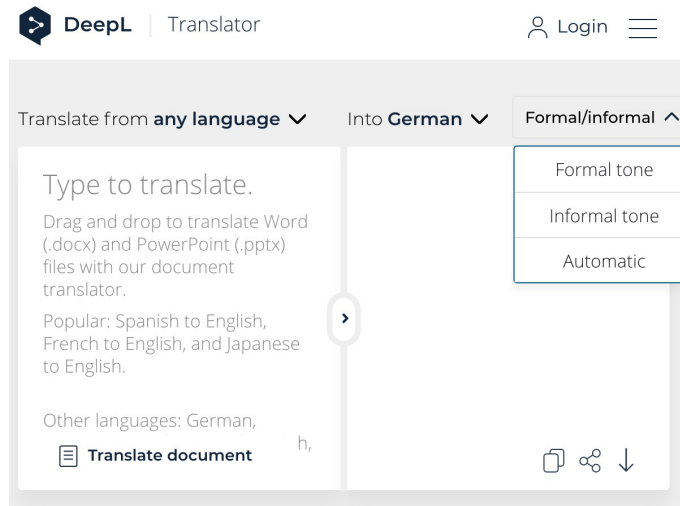 DeepL Translator
Login
Translate from any language
Into German
Formal/informal
Formal tone
Informal tone
Automatic
Type to translate.
Drag and drop to translate Word
(.docx) and PowerPoint (.pptx)
files with our document
translator.
Popular: Spanish to English,
French to English, and Japanese
to English.
Other languages: German,
h,
Translate document